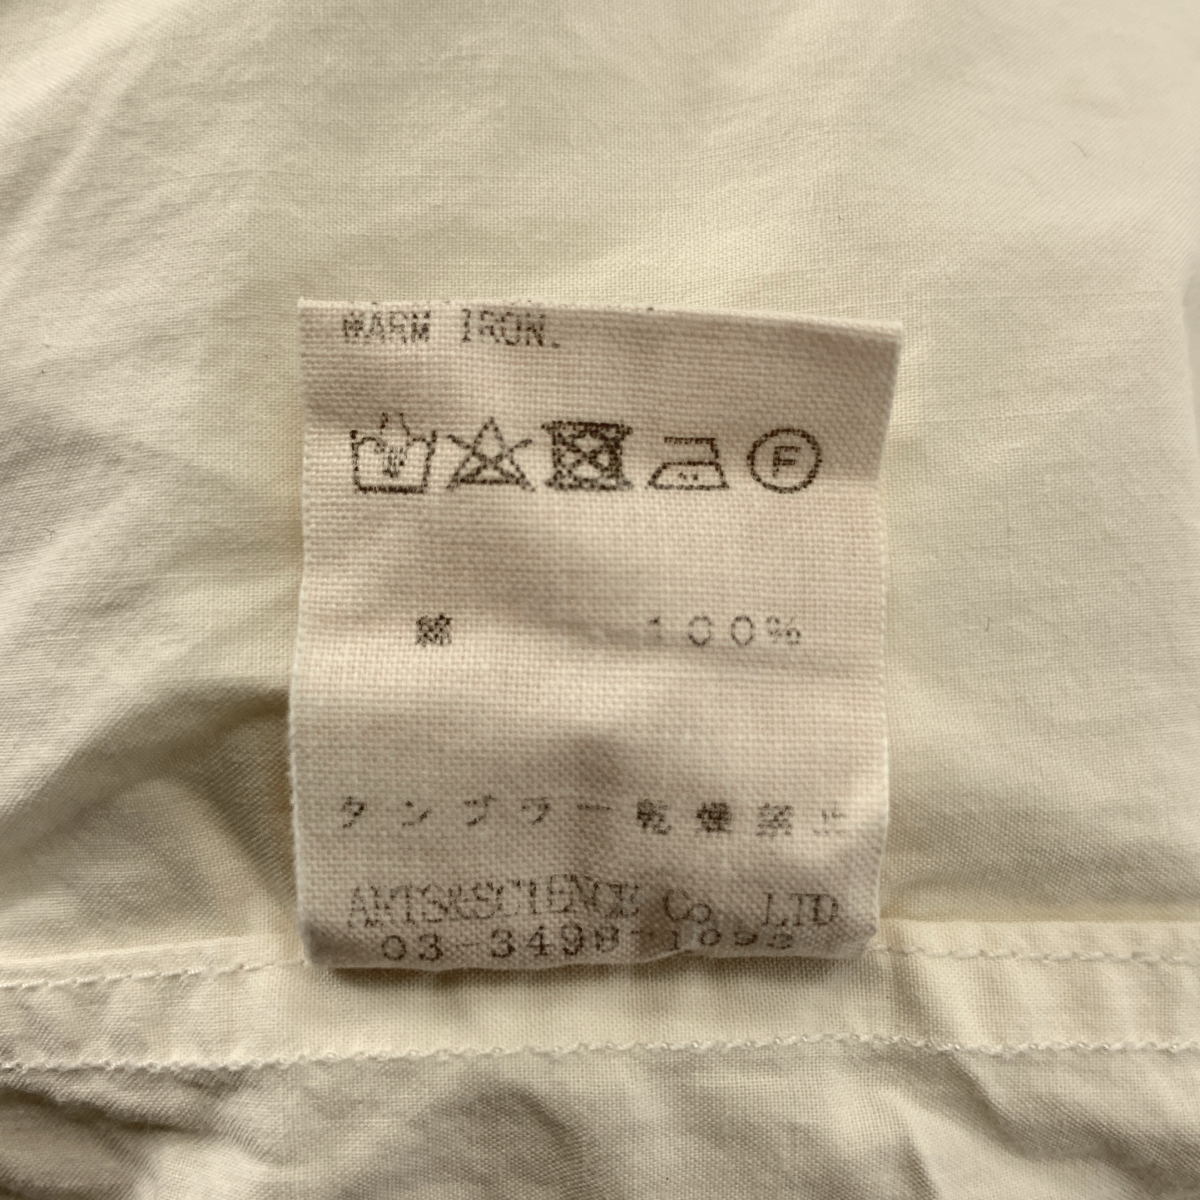 WARM IRON.
F
綿 100%
タンブラー乾燥禁止
ARTS&SCIENCE Co.,LTD
03-3498-1093